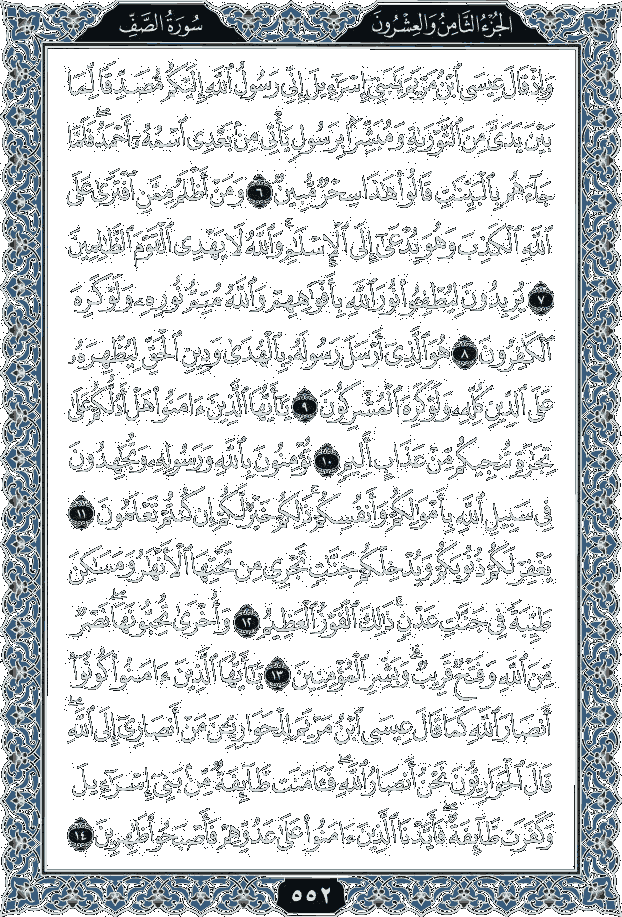 الجزء الثامن والعشرون
سورة الصف
وَإِذْ قَالَ عِيسَى ٱبْنُ مَرْيَمَ يَٰبَنِىٓ إِسْرَٰٓءِيلَ إِنِّى رَسُولُ ٱللَّهِ إِلَيْكُم مُّصَدِّقًا لِّمَا
بَيْنَ يَدَىَّ مِنَ ٱلتَّوْرَىٰةِ وَمُبَشِّرًۢا بِرَسُولٍ يَأْتِى مِنۢ بَعْدِى ٱسْمُهُۥٓ أَحْمَدُ ۖ فَلَمَّا
جَآءَهُم بِٱلْبَيِّنَٰتِ قَالُوا۟ هَٰذَا سِحْرٌ مُّبِينٌ ٦ وَمَنْ أَظْلَمُ مِمَّنِ ٱفْتَرَىٰ عَلَى
ٱللَّهِ ٱلْكَذِبَ وَهُوَ يُدْعَىٰٓ إِلَى ٱلْإِسْلَٰمِ ۚ وَٱللَّهُ لَا يَهْدِى ٱلْقَوْمَ ٱلظَّٰلِمِينَ
٧ يُرِيدُونَ لِيُطْفِـُٔوا۟ نُورَ ٱللَّهِ بِأَفْوَٰهِهِمْ وَٱللَّهُ مُتِمُّ نُورِهِۦ وَلَوْ كَرِهَ
ٱلْكَٰفِرُونَ ٨ هُوَ ٱلَّذِىٓ أَرْسَلَ رَسُولَهُۥ بِٱلْهُدَىٰ وَدِينِ ٱلْحَقِّ لِيُظْهِرَهُۥ
عَلَى ٱلدِّينِ كُلِّهِۦ وَلَوْ كَرِهَ ٱلْمُشْرِكُونَ ٩ يَٰٓأَيُّهَا ٱلَّذِينَ ءَامَنُوا۟ هَلْ أَدُلُّكُمْ عَلَىٰ
تِجَٰرَةٍ تُنجِيكُم مِّنْ عَذَابٍ أَلِيمٍ ١٠ تُؤْمِنُونَ بِٱللَّهِ وَرَسُولِهِۦ وَتُجَٰهِدُونَ
فِى سَبِيلِ ٱللَّهِ بِأَمْوَٰلِكُمْ وَأَنفُسِكُمْ ۚ ذَٰلِكُمْ خَيْرٌ لَّكُمْ إِن كُنتُمْ تَعْلَمُونَ ١١
يَغْفِرْ لَكُمْ ذُنُوبَكُمْ وَيُدْخِلْكُمْ جَنَّٰتٍ تَجْرِى مِن تَحْتِهَا ٱلْأَنْهَٰرُ وَمَسَٰكِنَ
طَيِّبَةً فِى جَنَّٰتِ عَدْنٍ ۚ ذَٰلِكَ ٱلْفَوْزُ ٱلْعَظِيمُ ١٢ وَأُخْرَىٰ تُحِبُّونَهَا ۖ نَصْرٌ
مِّنَ ٱللَّهِ وَفَتْحٌ قَرِيبٌ ۗ وَبَشِّرِ ٱلْمُؤْمِنِينَ ١٣ يَٰٓأَيُّهَا ٱلَّذِينَ ءَامَنُوا۟ كُونُوٓا۟
أَنصَارَ ٱللَّهِ كَمَا قَالَ عِيسَى ٱبْنُ مَرْيَمَ لِلْحَوَارِيِّۦنَ مَنْ أَنصَارِىٓ إِلَى ٱللَّهِ ۖ
قَالَ ٱلْحَوَارِيُّونَ نَحْنُ أَنصَارُ ٱللَّهِ ۖ فَـَٔامَنَت طَّآئِفَةٌ مِّنۢ بَنِىٓ إِسْرَٰٓءِيلَ
وَكَفَرَت طَّآئِفَةٌ ۖ فَأَيَّدْنَا ٱلَّذِينَ ءَامَنُوا۟ عَلَىٰ عَدُوِّهِمْ فَأَصْبَحُوا۟ ظَٰهِرِينَ ١٤
٥٥٢